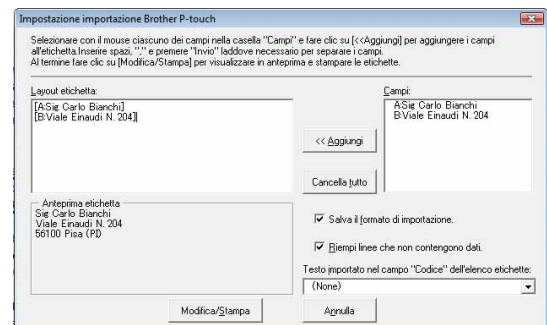 Impostazione importazione Brother P-touch
Selezionare con il mouse ciascuno dei campi nella casella "Campi" e fare clic su [<<Aggiungi] per aggiungere i campi
all'etichetta.Inserire spazi, "," e premere "Invio" laddove necessario per separare i campi.
Al termine fare clic su [Modifica/Stampa] per visualizzare in anteprima e stampare le etichette.
Layout etichetta:
[A:Sig Carlo Bianchi]
[B:Viale Einaudi N. 204]
Campi:
A:Sig Carlo Bianchi
B:Viale Einaudi N. 204
<< Aggiungi
Cancella tutto
Anteprima etichetta
Sig Carlo Bianchi
Viale Einaudi N. 204
56100 Pisa (PI)
Salva il formato di importazione.
Riempi linee che non contengono dati.
Testo importato nel campo "Codice" dell'elenco etichette:
(None)
Modifica/Stampa
Annulla